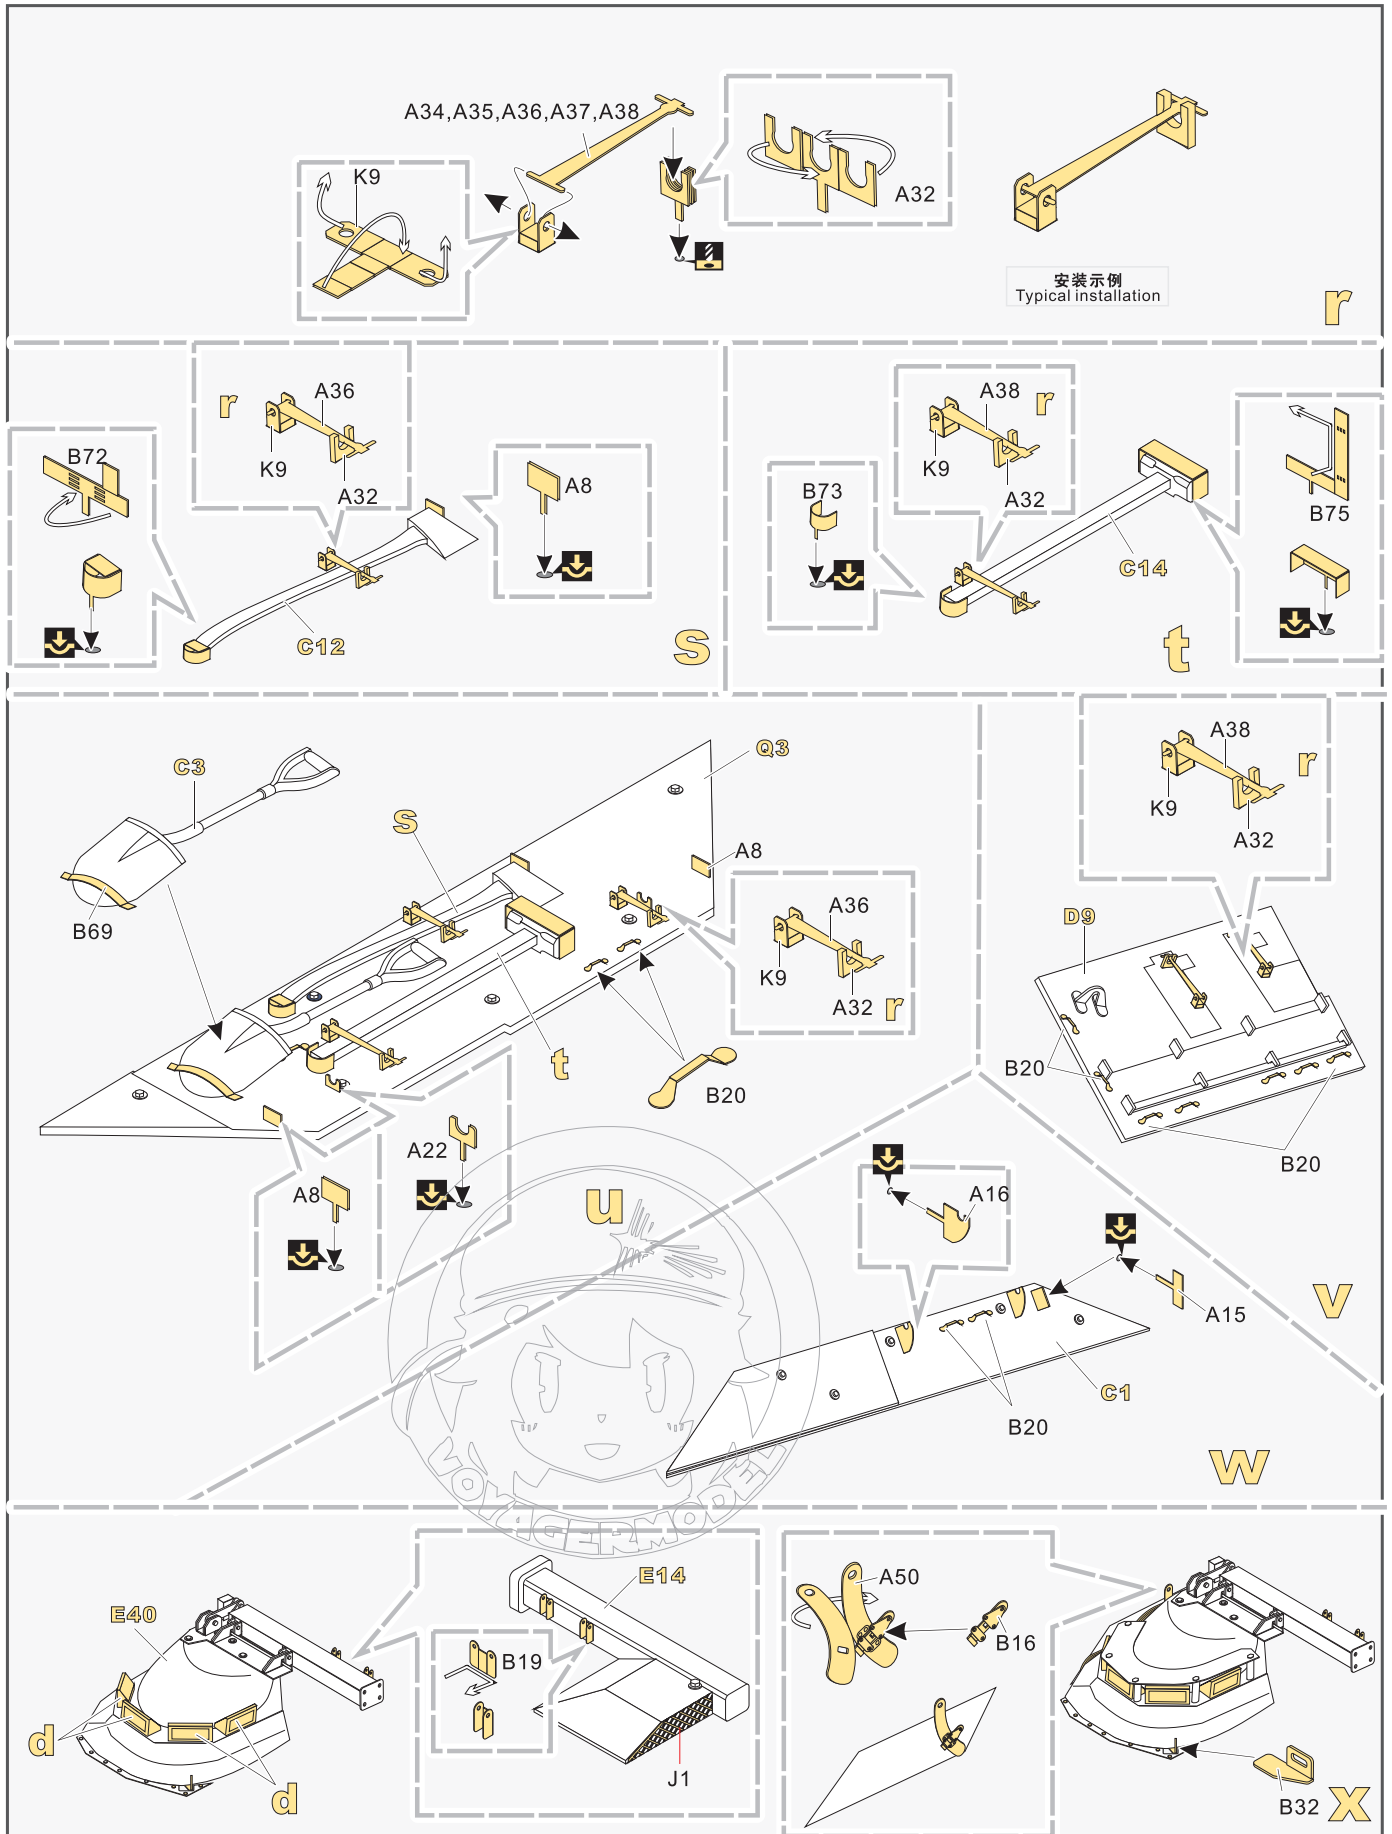 A34,A35,A36,A37,A38
K9
A32
安装示例
Typical installation
r
r
A36
K9
A32
B72
A8
C12
s
A38
r
K9
A32
B73
B75
C14
t
C3
Q3
s
A8
B69
A36
K9
A32
r
t
B20
A22
A8
u
A38
r
K9
A32
D9
B20
B20
v
A16
A15
C1
B20
w
VOYAGERMODEL
E40
E14
B19
d
d
J1
A50
B16
B32
x